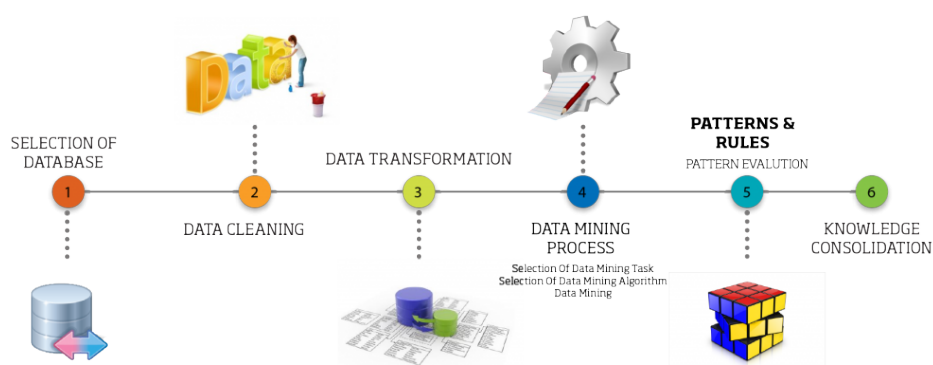 SELECTION OF
DATABASE
1
Data
2
DATA CLEANING
DATA TRANSFORMATION
3
4
DATA MINING
PROCESS
Selection Of Data Mining Task
Selection Of Data Mining Algorithm
Data Mining
PATTERNS &
RULES
PATTERN EVALUTION
5
6
KNOWLEDGE
CONSOLIDATION